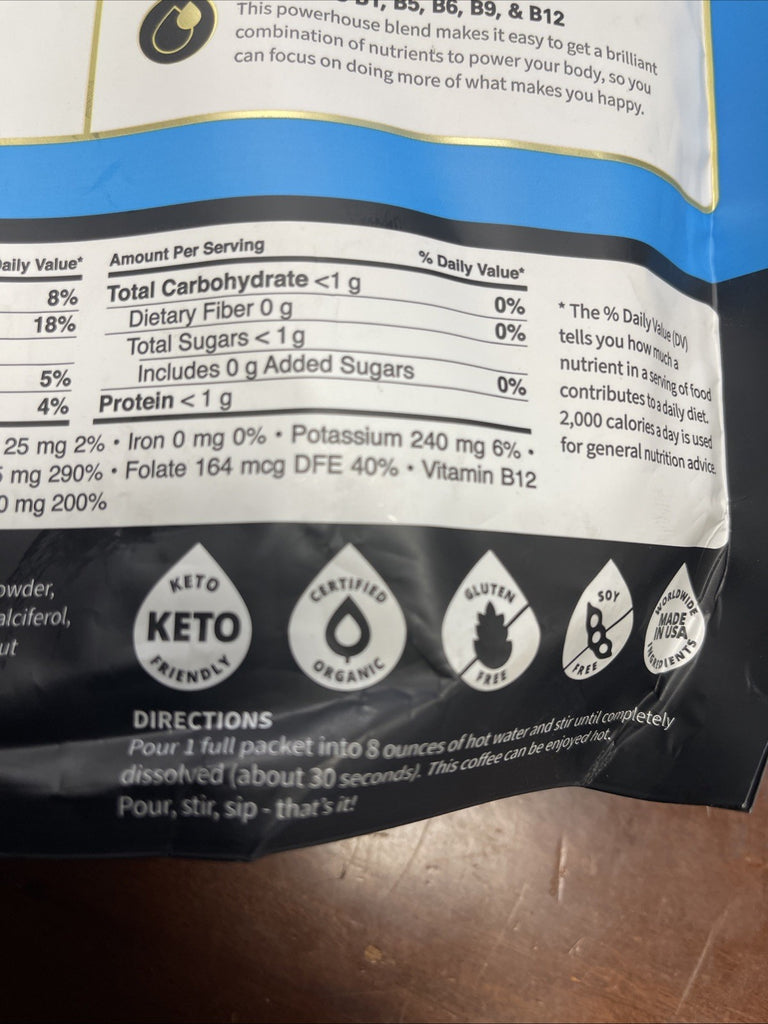 B5, B6, B9, & B12
This powerhouse blend makes it easy to get a brilliant
combination of nutrients to power your body, so you
can focus on doing more of what makes you happy.
Daily Value*
8%
18%
5%
4%
Amount Per Serving
% Daily Value*
Total Carbohydrate <1 g 0%
Dietary Fiber 0 g 0%
Total Sugars < 1 g
Includes 0 g Added Sugars 0%
Protein < 1 g
* The % Daily Value (DV)
tells you how much a
nutrient in a serving of food
contributes to a daily diet.
2,000 calories a day is used
for general nutrition advice.
25 mg 2% • Iron 0 mg 0% • Potassium 240 mg 6% •
mg 290% • Folate 164 mcg DFE 40% • Vitamin B12
mg 200%
owder,
alciferol,
ut
KETO
KETO
FRIENDLY
CERTIFIED
ORGANIC
GLUTEN
FREE
SOY
FREE
WORLDWIDE
MADE
IN USA
INGREDIENTS
DIRECTIONS
Pour 1 full packet into 8 ounces of hot water and stir until completely
dissolved (about 30 seconds). This coffee can be enjoyed hot.
Pour, stir, sip - that's it!